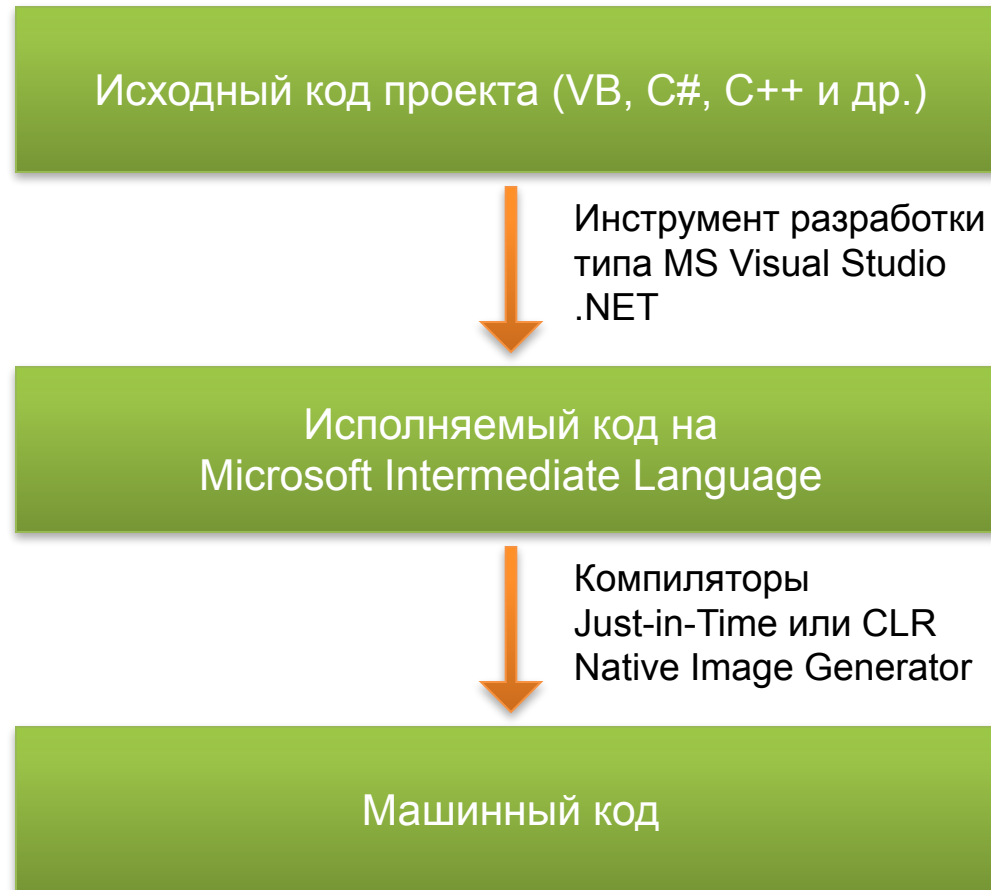 Исходный код проекта (VB, C#, C++ и др.)
Инструмент разработки
типа MS Visual Studio
.NET
Исполняемый код на
Microsoft Intermediate Language
Компиляторы
Just-in-Time или CLR
Native Image Generator
Машинный код